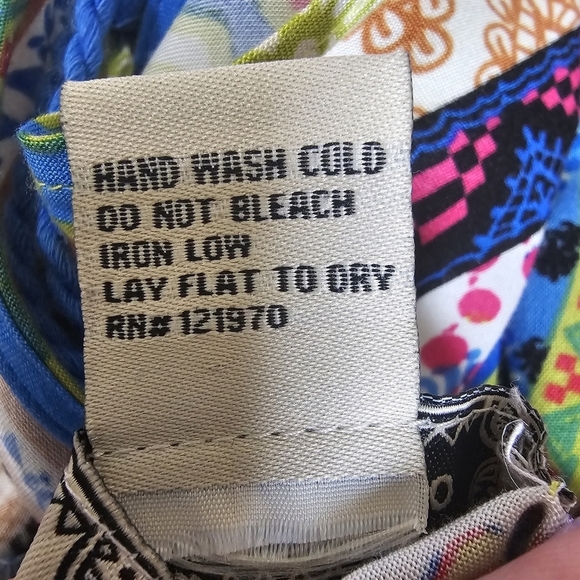 HAND WASH COLD
DO NOT BLEACH
IRON LOW
LAY FLAT TO DRY
RN# 121970